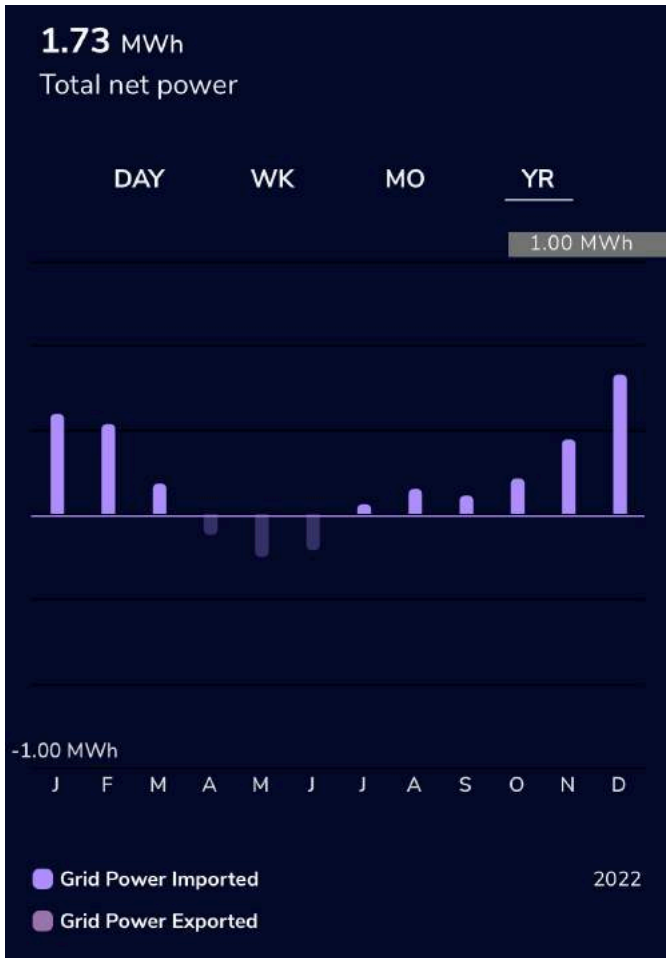 1.73 MWh
Total net power
DAY WK MO YR
1.00 MWh
-1.00 MWh
J F M A M J J A S O N D
Grid Power Imported 2022
Grid Power Exported